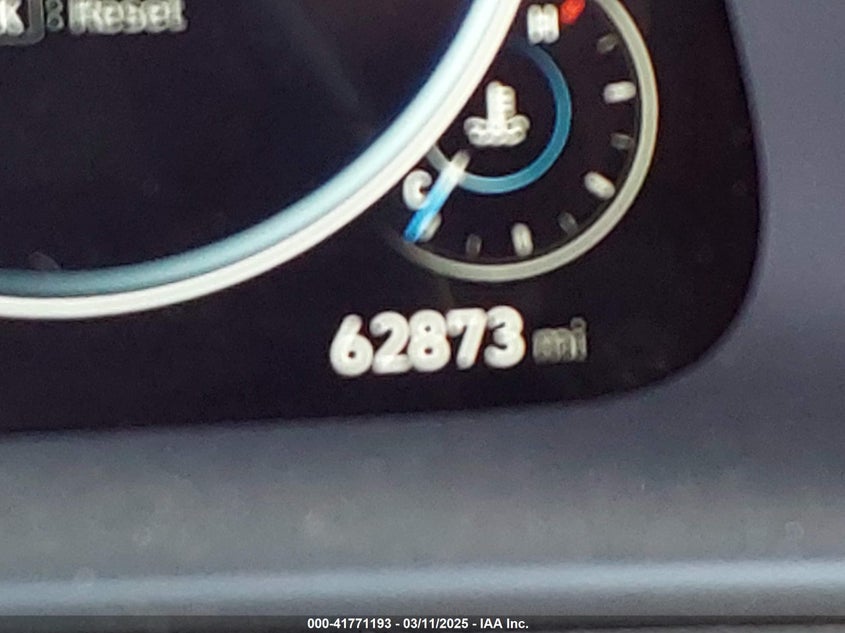 K : Reset
H
C
62873 mi
000-41771193 - 03/11/2025 - IAA Inc.